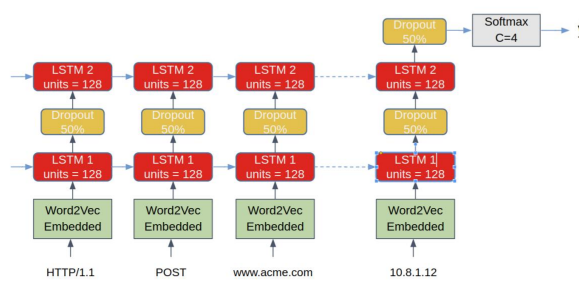 Dropout
50%
Softmax
C=4
y
LSTM 2
units = 128
LSTM 2
units = 128
LSTM 2
units = 128
LSTM 2
units = 128
Dropout
50%
Dropout
50%
Dropout
50%
Dropout
50%
LSTM 1
units = 128
LSTM 1
units = 128
LSTM 1
units = 128
LSTM 1
units = 128
Word2Vec
Embedded
Word2Vec
Embedded
Word2Vec
Embedded
Word2Vec
Embedded
HTTP/1.1
POST
www.acme.com
10.8.1.12